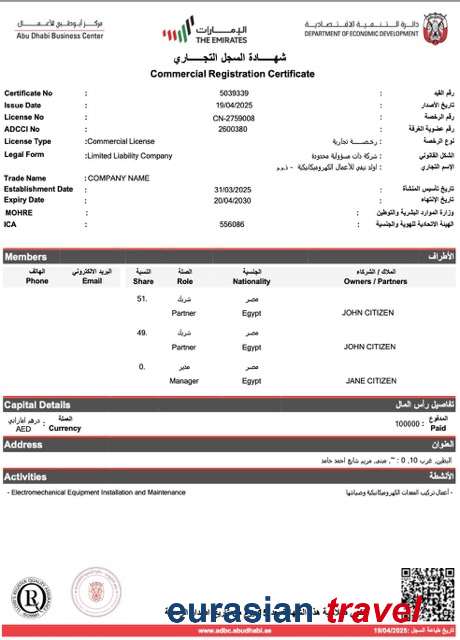 مركز أبوظبي للأعمال
Abu Dhabi Business Center
الإمارات
THE EMIRATES
دائرة التنمية الاقتصادية
DEPARTMENT OF ECONOMIC DEVELOPMENT
شهادة السجل التجاري
Commercial Registration Certificate
Certificate No : 5039339 : رقم القيد
Issue Date : 19/04/2025 : تاريخ الأصدار
License No : CN-2759008 : رقم الرخصة
ADCCI No : 2600380 : رقم عضوية الغرفة
License Type :Commercial License رخصة تجارية : نوع الرخصة
Legal Form :Limited Liability Company شركة ذات مسؤولية محدودة : الشكل القانوني
للأعمال الكهروميكانيكية - ذ.م.م : الإسم التجاري
Trade Name : COMPANY NAME
Establishment Date : 31/03/2025 : تاريخ تأسيس المنشأة
Expiry Date : 20/04/2030 : تاريخ الإنتهاء
MOHRE : : وزارة الموارد البشرية والتوطين
ICA : 556086 : الهيئة الاتحادية للهوية والجنسية
Members الأطراف
الهاتف البريد الالكتروني النسبة الصفة الجنسية الملاك / الشركاء
Phone Email Share Role Nationality Owners / Partners
51. شريك مصر
Partner Egypt JOHN CITIZEN
49. شريك مصر
Partner Egypt JOHN CITIZEN
0. مدير مصر
Manager Egypt JANE CITIZEN
Capital Details تفاصيل رأس المال
درهم اماراتي العملة 100000 : المدفوع
AED Currency Paid
Address العنوان
غرب 10, 0 : مبنى, مريم احمد حامد
Activities الأنشطة
- Electromechanical Equipment Installation and Maintenance - أعمال تركيب المعدات الكهروميكانيكية وصيانتها
eurasian travel
www.adbc.abudhabi.ae
تاريخ طباعة السجل :19/04/2025